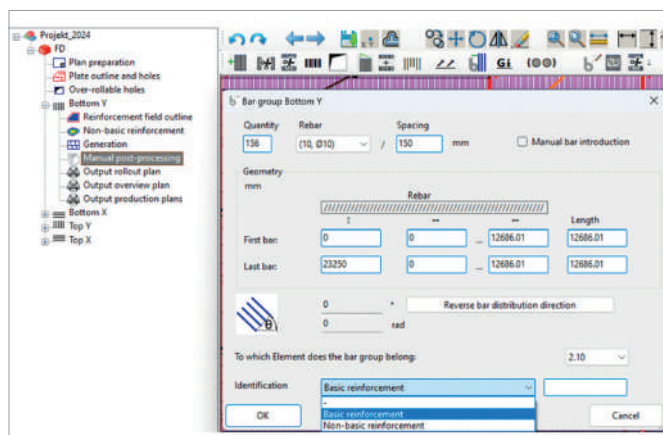 Projekt_2024
FD
Plan preparation
Plate outline and holes
Over-rollable holes
Bottom Y
Reinforcement field outline
Non-basic reinforcement
Generation
Manual post-processing
Output rollout plan
Output overview plan
Output production plans
Bottom X
Top Y
Top X
Bar group Bottom Y
Quantity Rebar Spacing
156 (10, Ø10) / 150 mm Manual bar introduction
Geometry
mm
Rebar
Length
First bar: 0 0 ... 12686.01 12686.01
Last bar: 23250 0 ... 12686.01 12686.01
0 ° Reverse bar distribution direction
0 rad
To which Element does the bar group belong: 2.10
Identification Basic reinforcement
-
Basic reinforcement
Non-basic reinforcement
OK Cancel